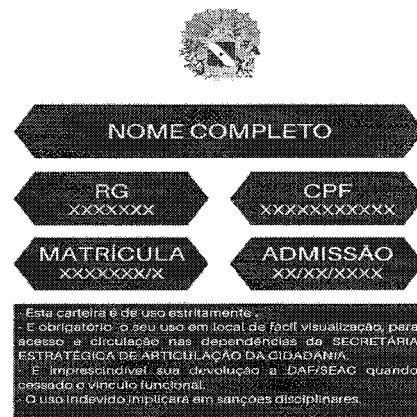 NOME COMPLETO
RG
XXXXXXX
CPF
XXXXXXXXXXX
MATRÍCULA
XXXXXXX/X
ADMISSÃO
XX/XX/XXXX
- Esta carteira é de uso estritamente .
- É obrigatório o seu uso em local de fácil visualização, para
acesso e circulação nas dependências da SECRETÁRIA
ESTRATÉGICA DE ARTICULAÇÃO DA CIDADANIA.
- É imprescindível sua devolução a DAF/SEAC quando
cessado o vínculo funcional.
- O uso indevido implicará em sanções disciplinares.